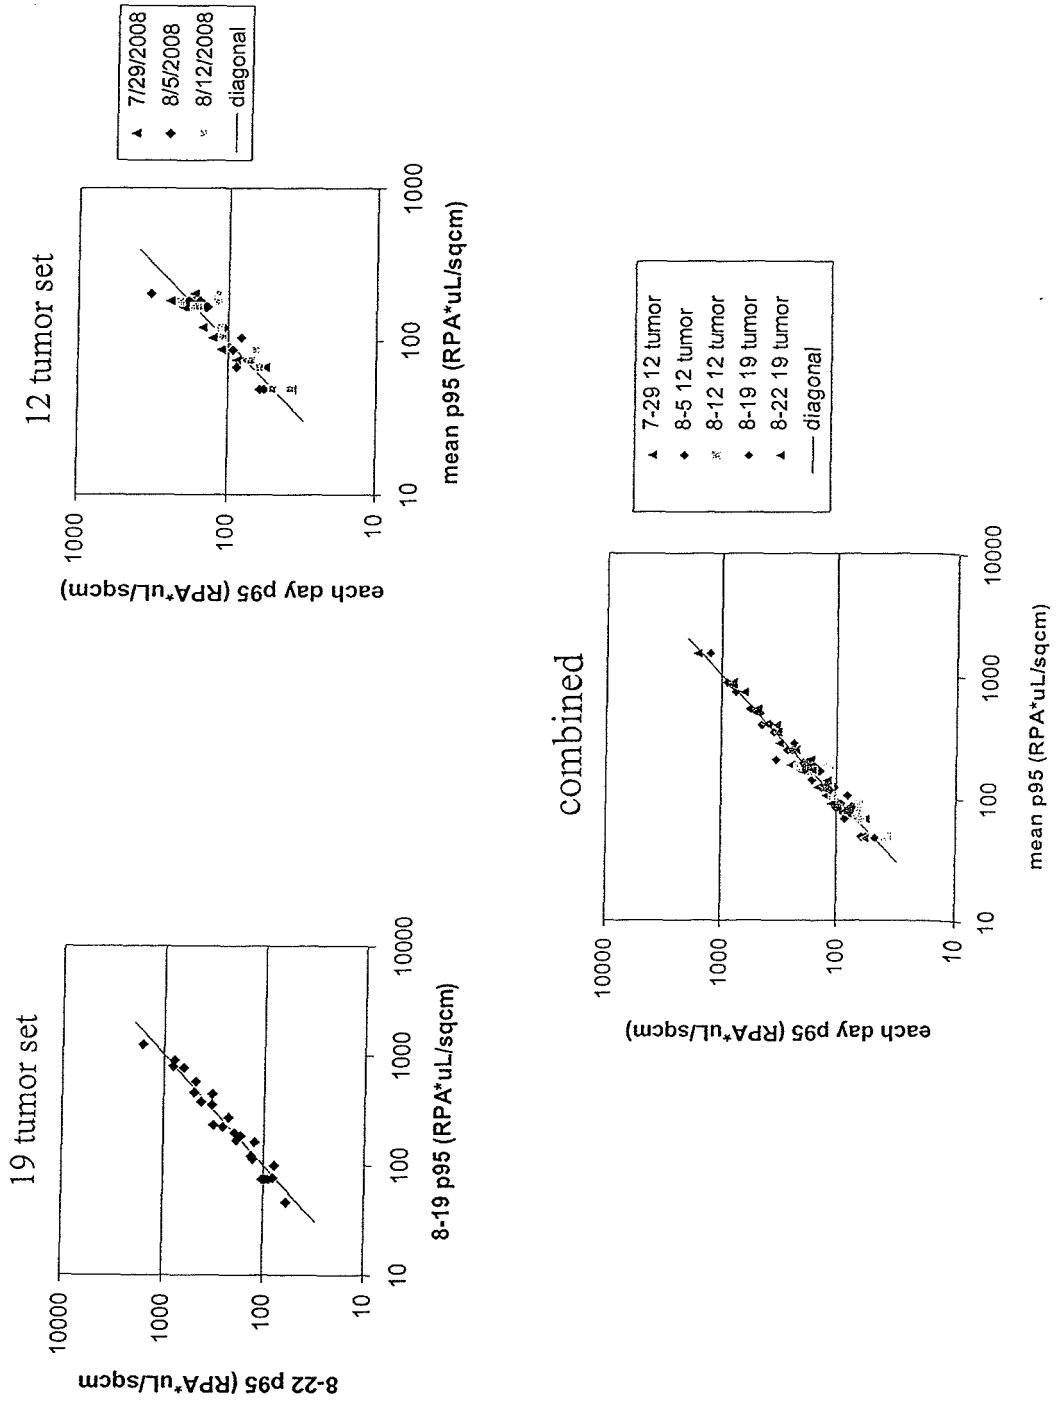 19 tumor set
10000
1000
100
10
10
100
1000
10000
8-22 p95 (RPA*uL/sqcm)
8-19 p95 (RPA*uL/sqcm)
12 tumor set
1000
100
10
10
100
1000
each day p95 (RPA*uL/sqcm)
mean p95 (RPA*uL/sqcm)
7/29/2008
8/5/2008
8/12/2008
diagonal
combined
10000
1000
100
10
10
100
1000
10000
each day p95 (RPA*uL/sqcm)
mean p95 (RPA*uL/sqcm)
7-29 12 tumor
8-5 12 tumor
8-12 12 tumor
8-19 19 tumor
8-22 19 tumor
diagonal